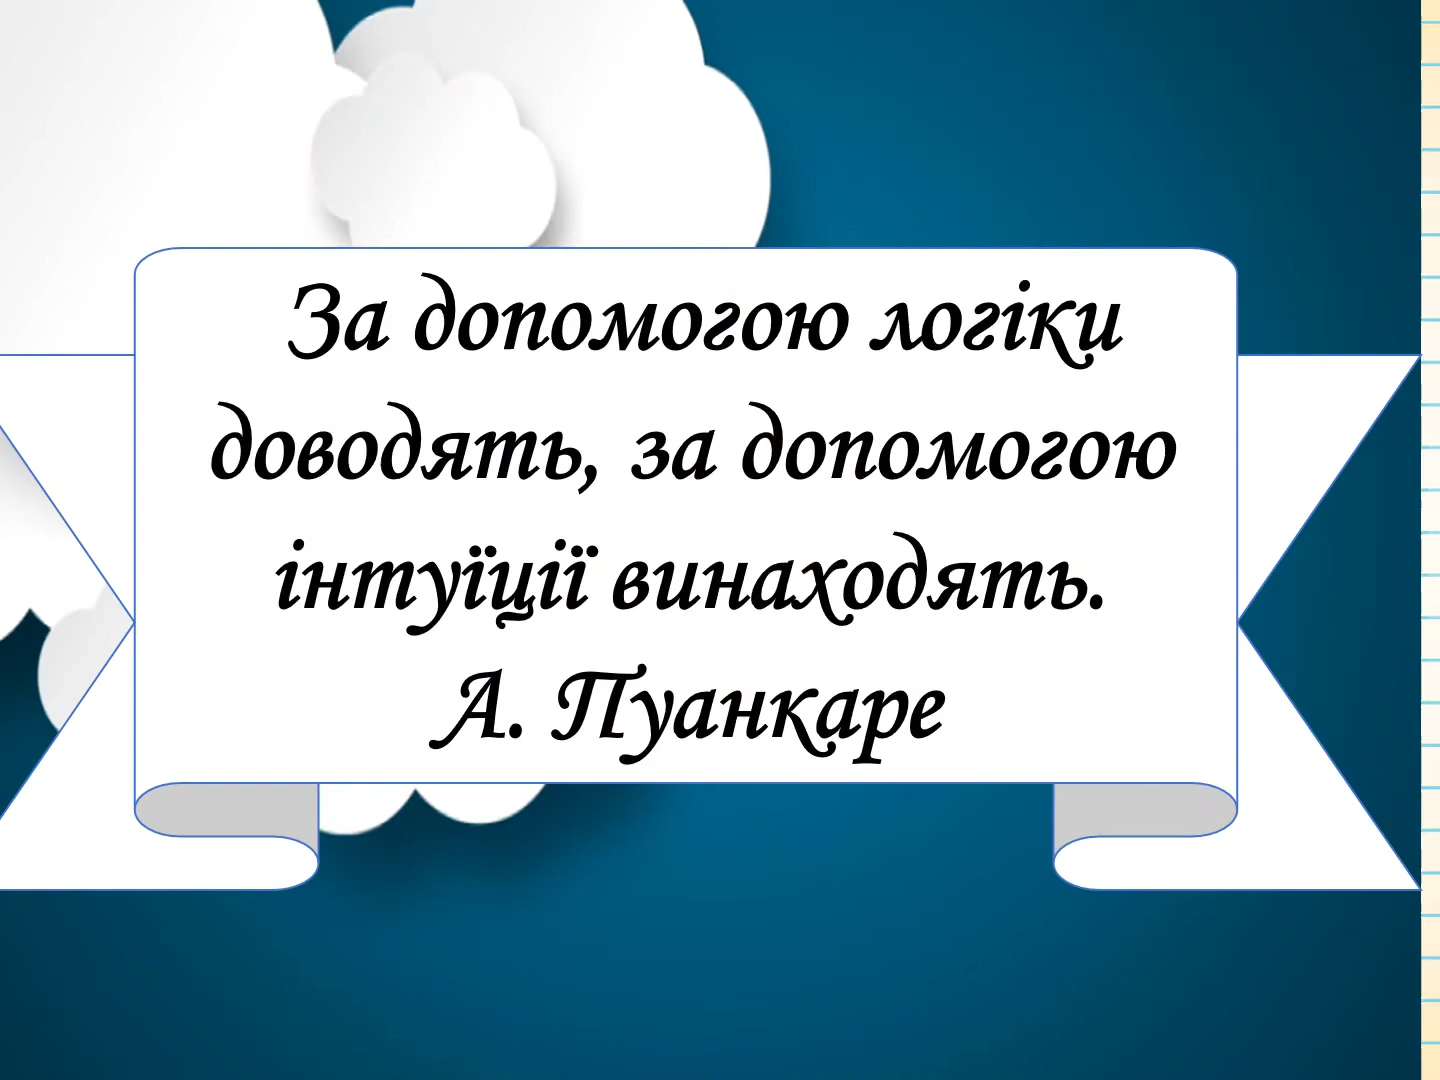 За допомогою логіки
доводять, за допомогою
інтуїції винаходять.
А. Пуанкаре